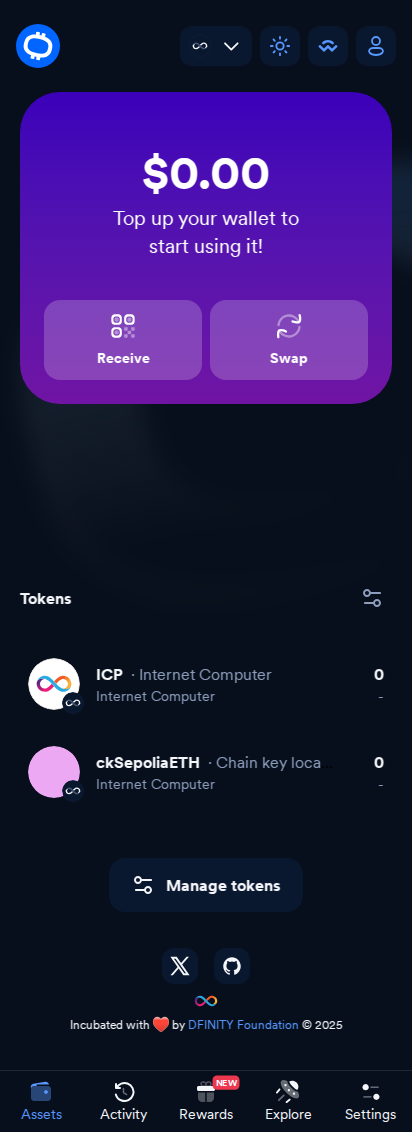 $0.00
Top up your wallet to
start using it!
Receive
Swap
Tokens
ICP · Internet Computer
0
Internet Computer
-
ckSepoliaETH · Chain key loca...
0
Internet Computer
-
Manage tokens
Incubated with ❤️ by DFINITY Foundation © 2025
NEW
Assets
Activity
Rewards
Explore
Settings